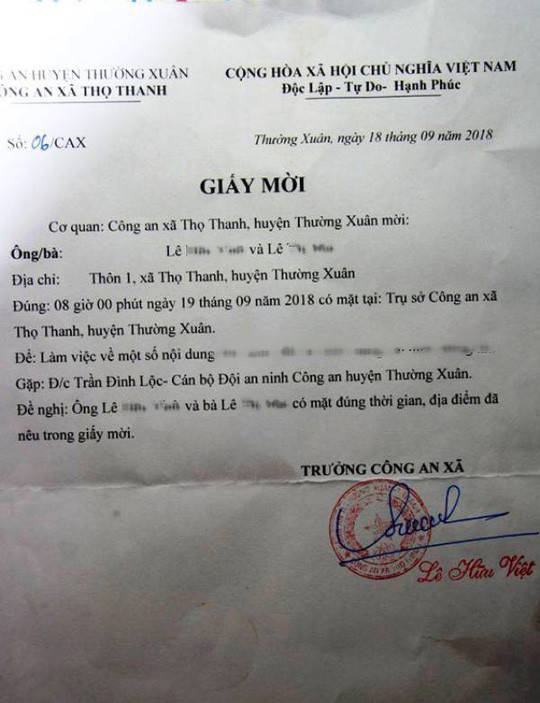 AN HUYỆN THƯỜNG XUÂN
ÔNG AN XÃ THỌ THANH
CỘNG HÒA XÃ HỘI CHỦ NGHĨA VIỆT NAM
Độc Lập - Tự Do- Hạnh Phúc
Số: 06/CAX
Thường Xuân, ngày 18 tháng 09 năm 2018
GIẤY MỜI
Cơ quan: Công an xã Thọ Thanh, huyện Thường Xuân mời:
Ông/bà: Lê và Lê
Địa chỉ: Thôn 1, xã Thọ Thanh, huyện Thường Xuân
Đúng: 08 giờ 00 phút ngày 19 tháng 09 năm 2018 có mặt tại: Trụ sở Công an xã
Thọ Thanh, huyện Thường Xuân.
Để: Làm việc về một số nội dung
Gặp: Đ/c Trần Đình Lộc- Cán bộ Đội an ninh Công an huyện Thường Xuân.
Đề nghị: Ông Lê và bà Lê có mặt đúng thời gian, địa điểm đã
nêu trong giấy mời.
TRƯỞNG CÔNG AN XÃ
Lê Hữu Việt